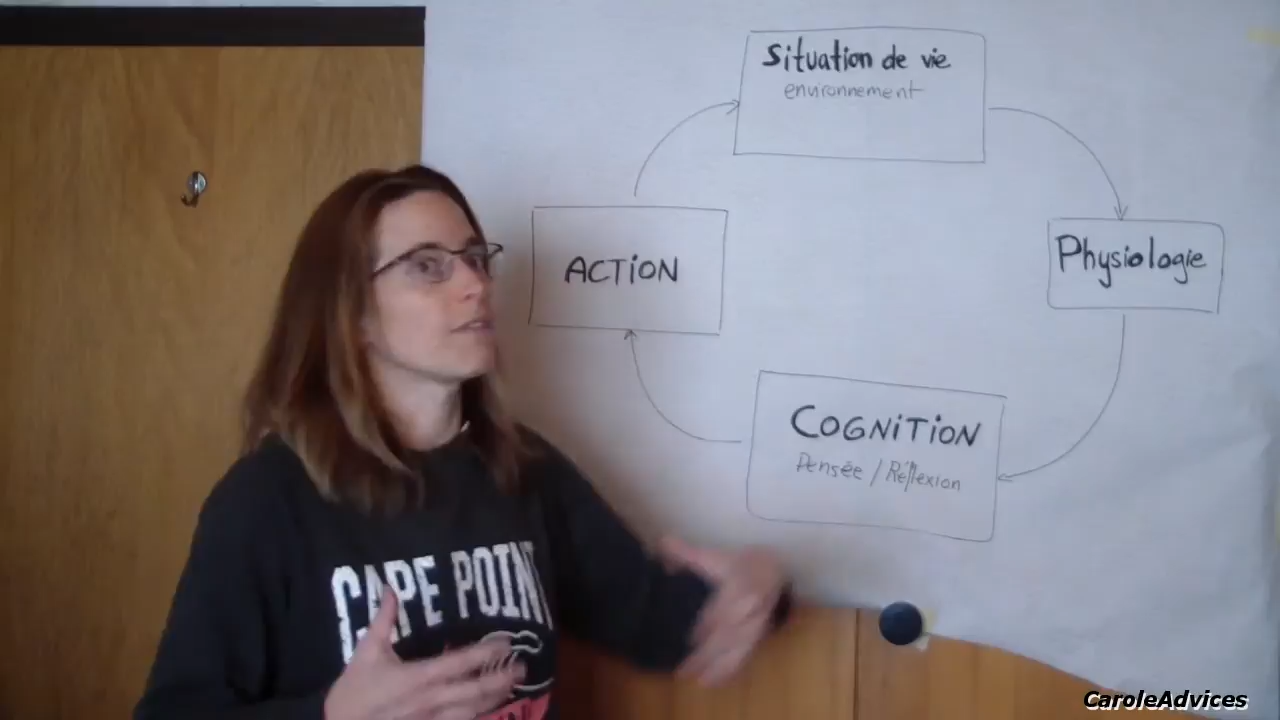 Situation de vie
environnement
ACTION
Physiologie
COGNITION
Pensée / Réflexion
CAPE POINT
CaroleAdvices